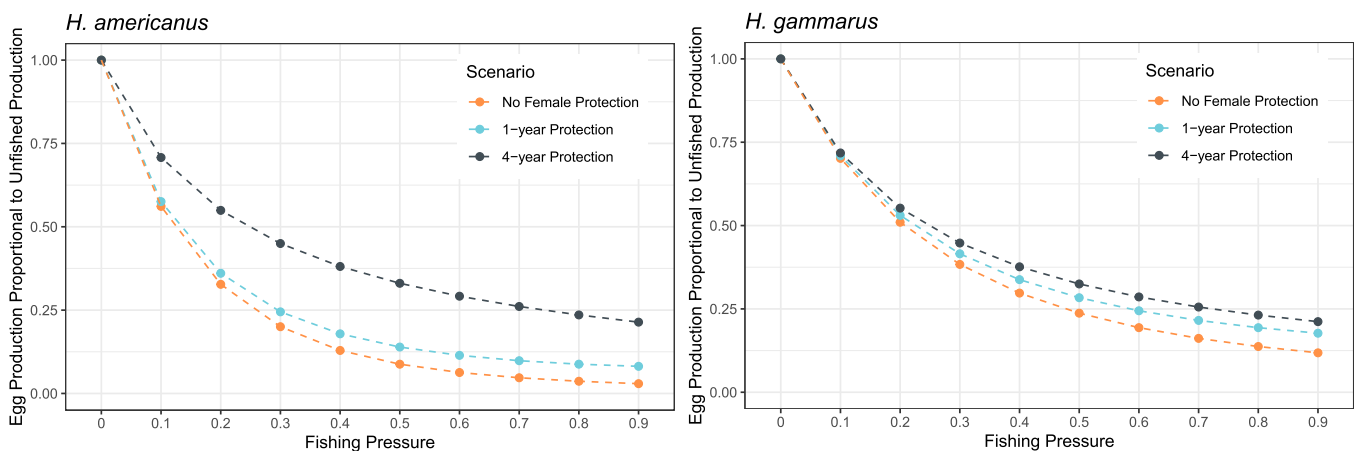 H. americanus
Egg Production Proportional to Unfished Production
1.00
0.75
0.50
0.25
0.00
Scenario
No Female Protection
1−year Protection
4−year Protection
0 0.1 0.2 0.3 0.4 0.5 0.6 0.7 0.8 0.9
Fishing Pressure
H. gammarus
Egg Production Proportional to Unfished Production
1.00
0.75
0.50
0.25
0.00
Scenario
No Female Protection
1−year Protection
4−year Protection
0 0.1 0.2 0.3 0.4 0.5 0.6 0.7 0.8 0.9
Fishing Pressure